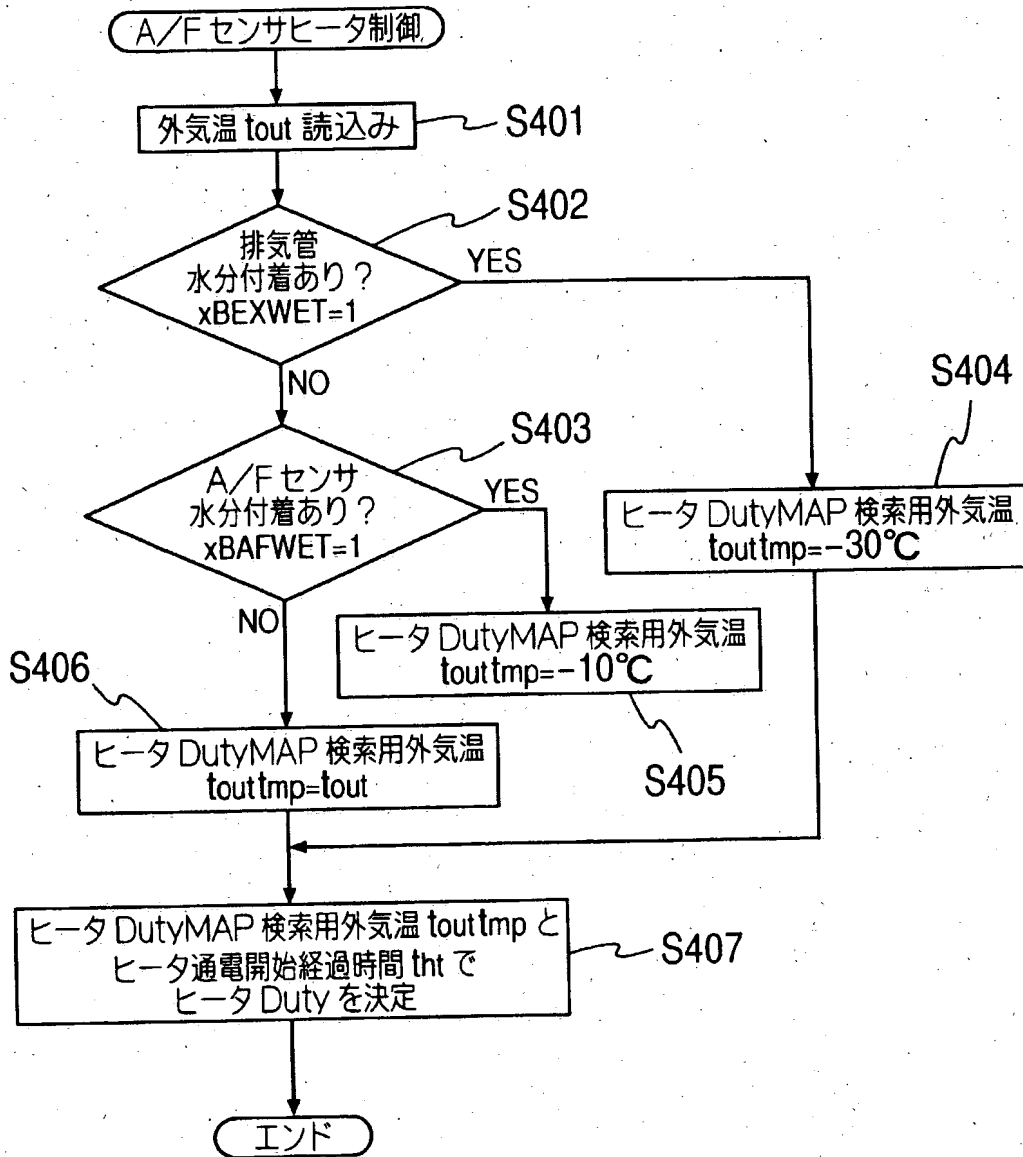 A/Fセンサヒータ制御
外気温 tout 読込み
S401
S402
排気管
水分付着あり?
xBEXWET=1
YES
NO
S403
A/Fセンサ
水分付着あり?
xBAFWET=1
YES
NO
S404
ヒータ DutyMAP 検索用外気温
touttmp=-30℃
ヒータ DutyMAP 検索用外気温
touttmp=-10℃
S405
S406
ヒータ DutyMAP 検索用外気温
touttmp=tout
ヒータ DutyMAP 検索用外気温 touttmp と
ヒータ通電開始経過時間 tht で
ヒータ Duty を決定
S407
エンド